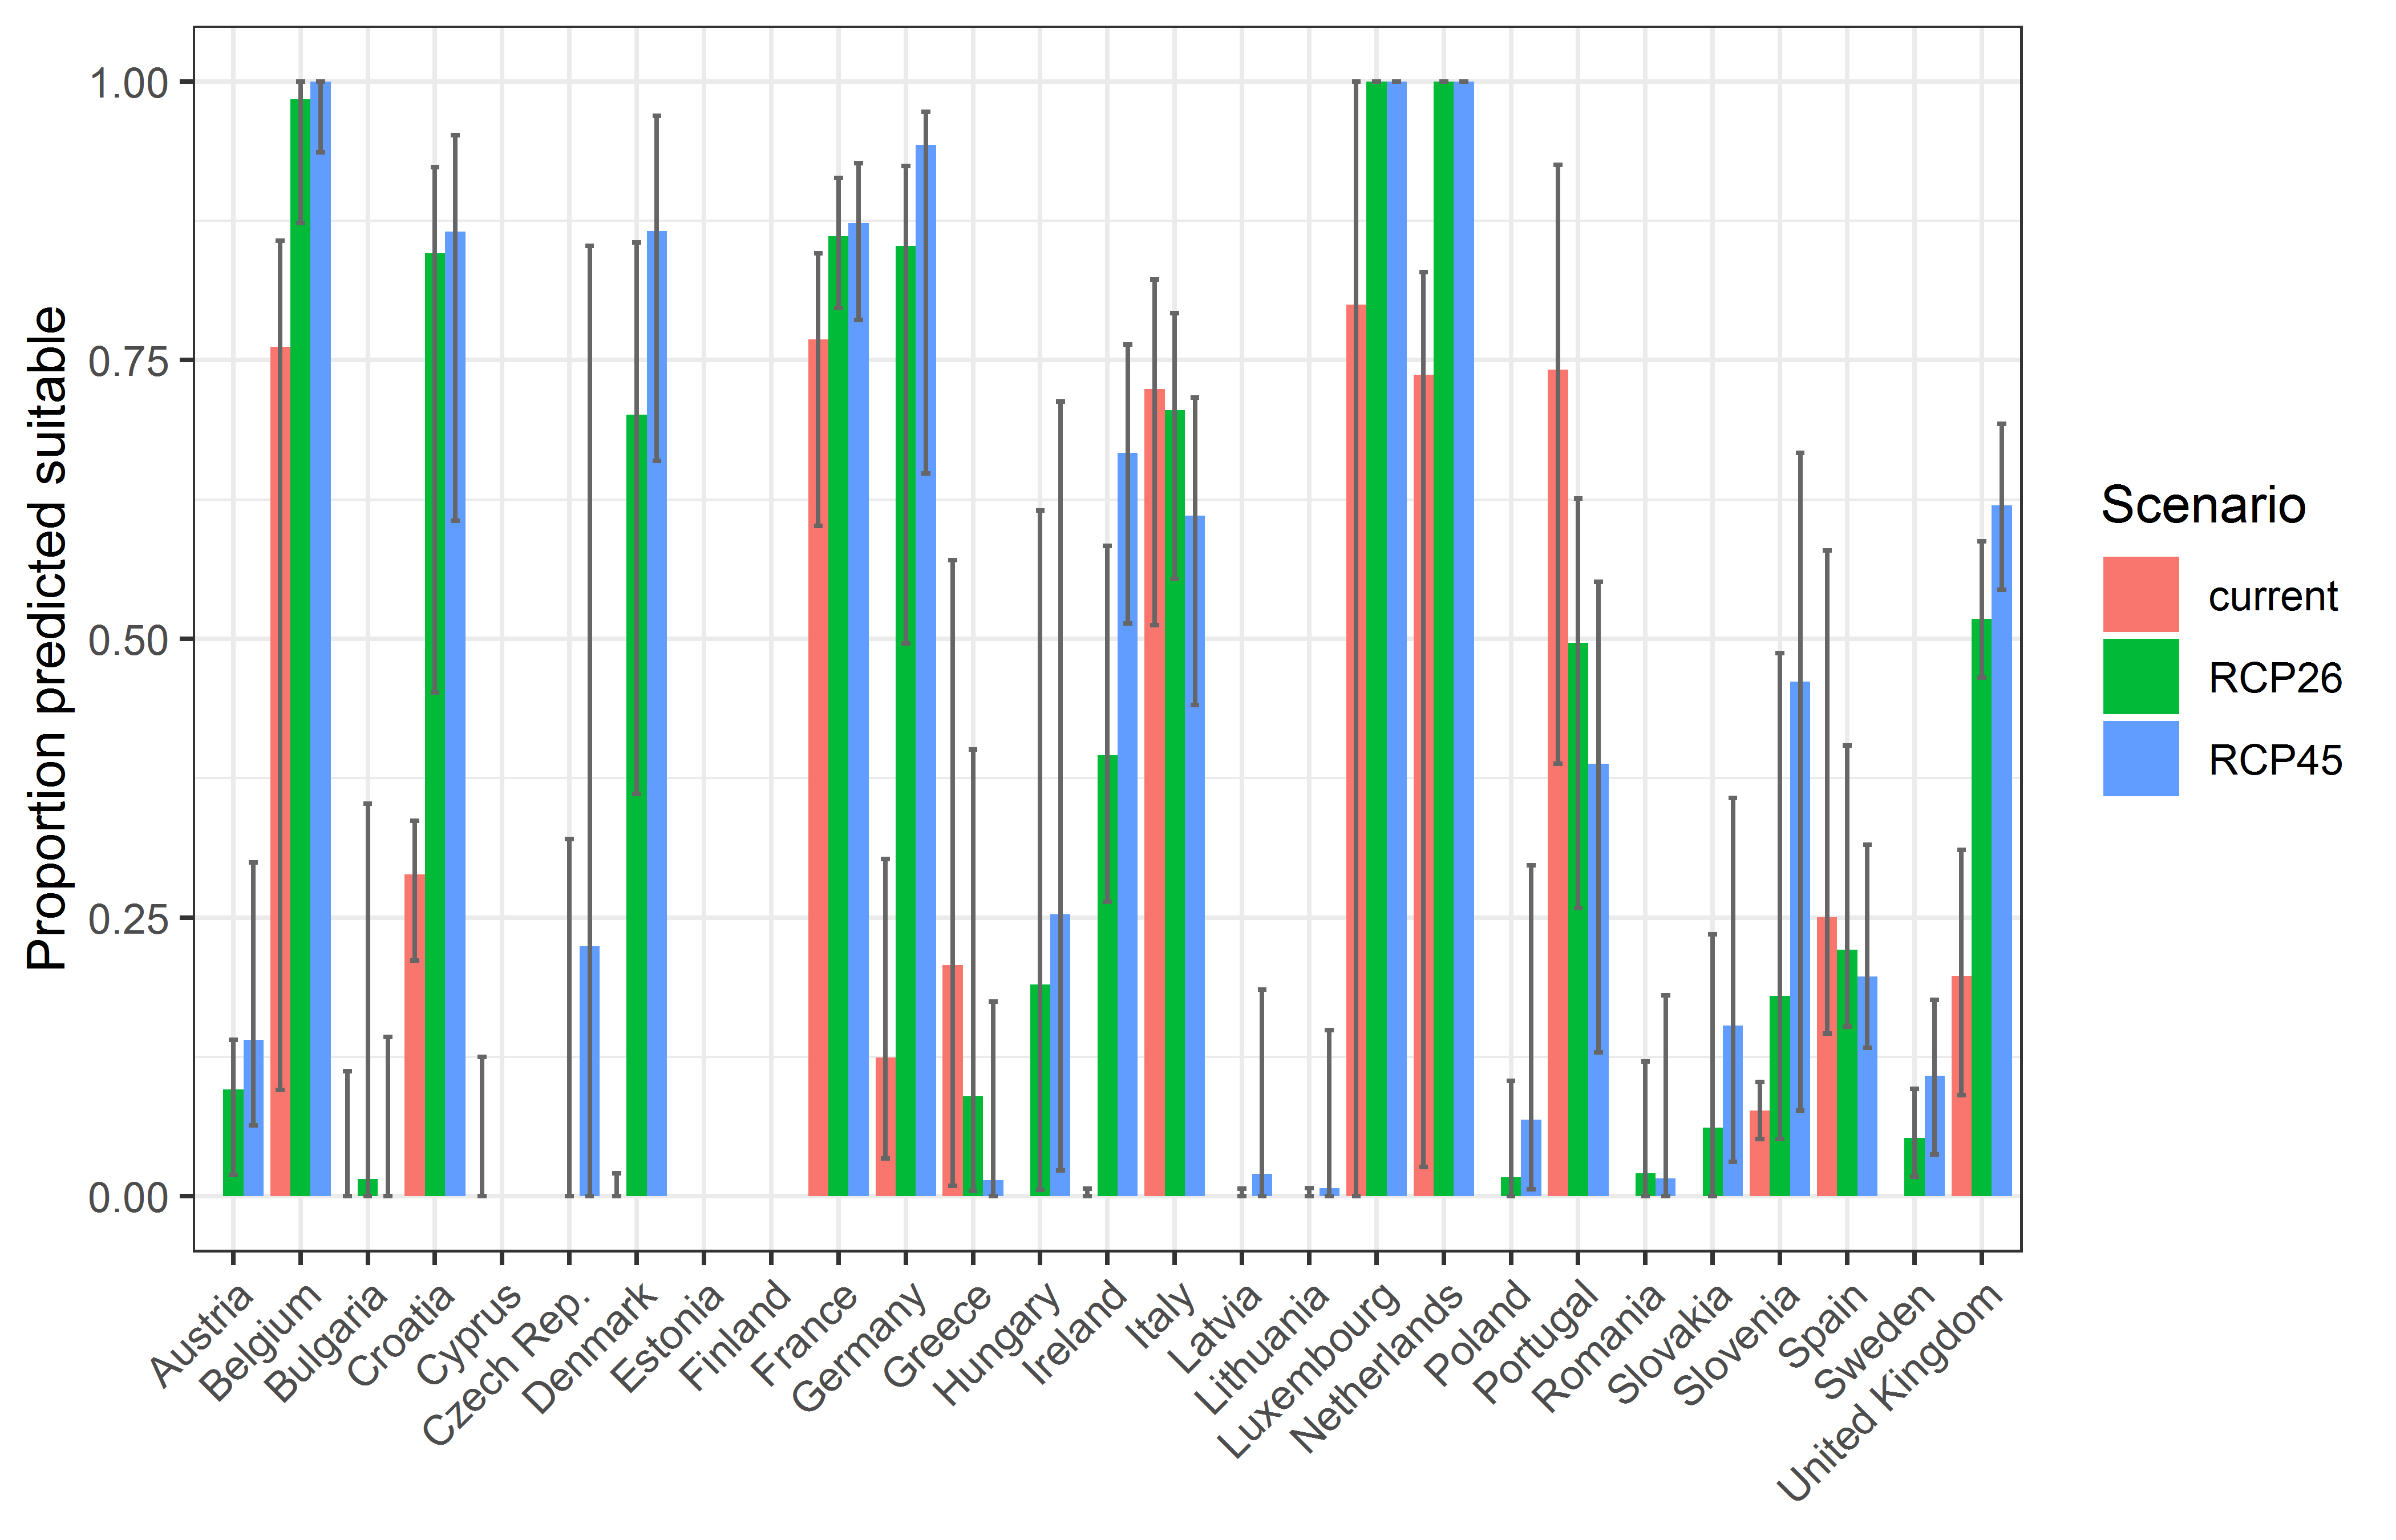 Proportion predicted suitable
1.00
0.75
0.50
0.25
0.00
Austria
Belgium
Bulgaria
Croatia
Cyprus
Czech Rep.
Denmark
Estonia
Finland
France
Germany
Greece
Hungary
Ireland
Italy
Latvia
Lithuania
Luxembourg
Netherlands
Poland
Portugal
Romania
Slovakia
Slovenia
Spain
Sweden
United Kingdom
Scenario
current
RCP26
RCP45